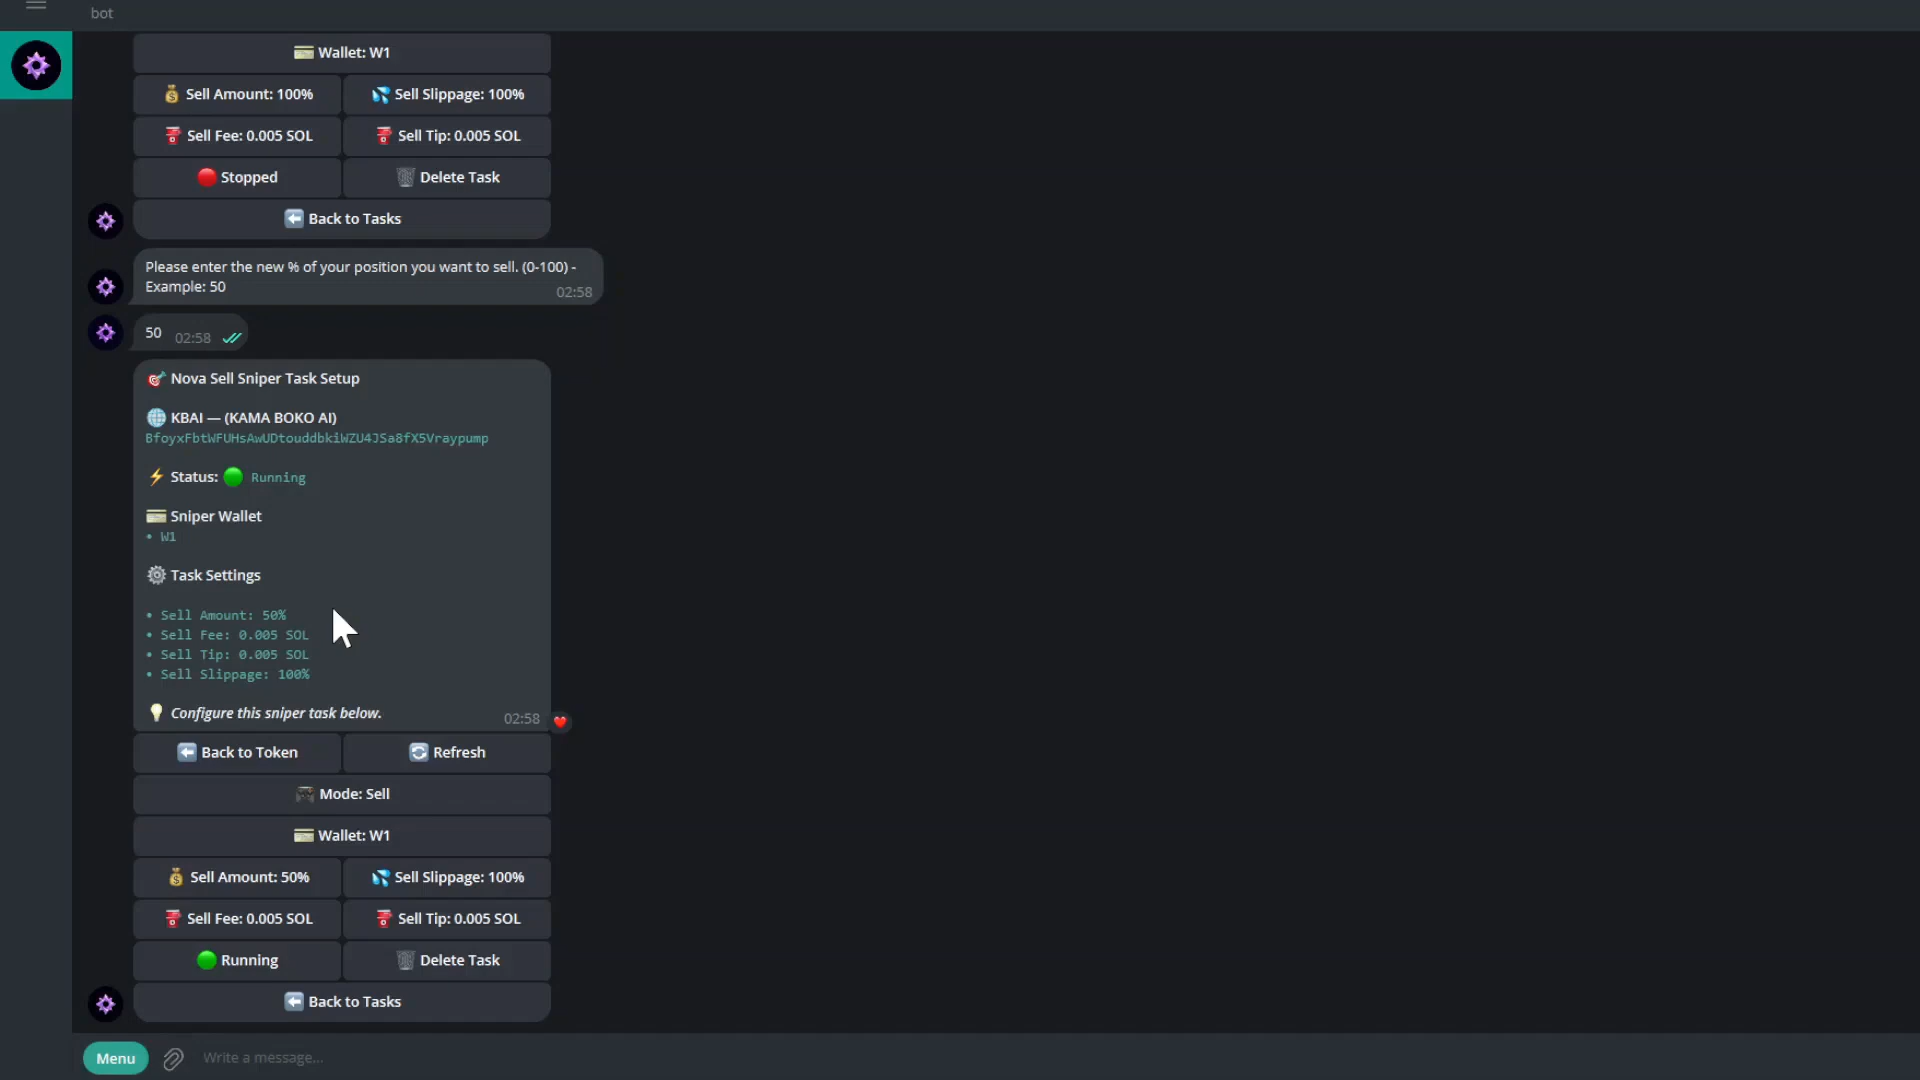 bot
Wallet: W1
Sell Amount: 100%
Sell Slippage: 100%
Sell Fee: 0.005 SOL
Sell Tip: 0.005 SOL
Stopped
Delete Task
Back to Tasks
Please enter the new % of your position you want to sell. (0-100) -
Example: 50
02:58
50 02:58
Nova Sell Sniper Task Setup
KBAI — (KAMA BOKO AI)
BfoyxFbtWFUHsAwUDtouddbkiWZU4JSa8fX5Vraypump
Status: Running
Sniper Wallet
• W1
Task Settings
• Sell Amount: 50%
• Sell Fee: 0.005 SOL
• Sell Tip: 0.005 SOL
• Sell Slippage: 100%
Configure this sniper task below.
02:58
Back to Token
Refresh
Mode: Sell
Wallet: W1
Sell Amount: 50%
Sell Slippage: 100%
Sell Fee: 0.005 SOL
Sell Tip: 0.005 SOL
Running
Delete Task
Back to Tasks
Menu
Write a message...